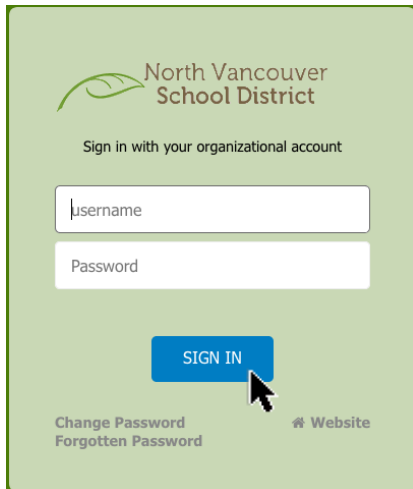 North Vancouver
School District
Sign in with your organizational account
username
Password
SIGN IN
Change Password
Website
Forgotten Password